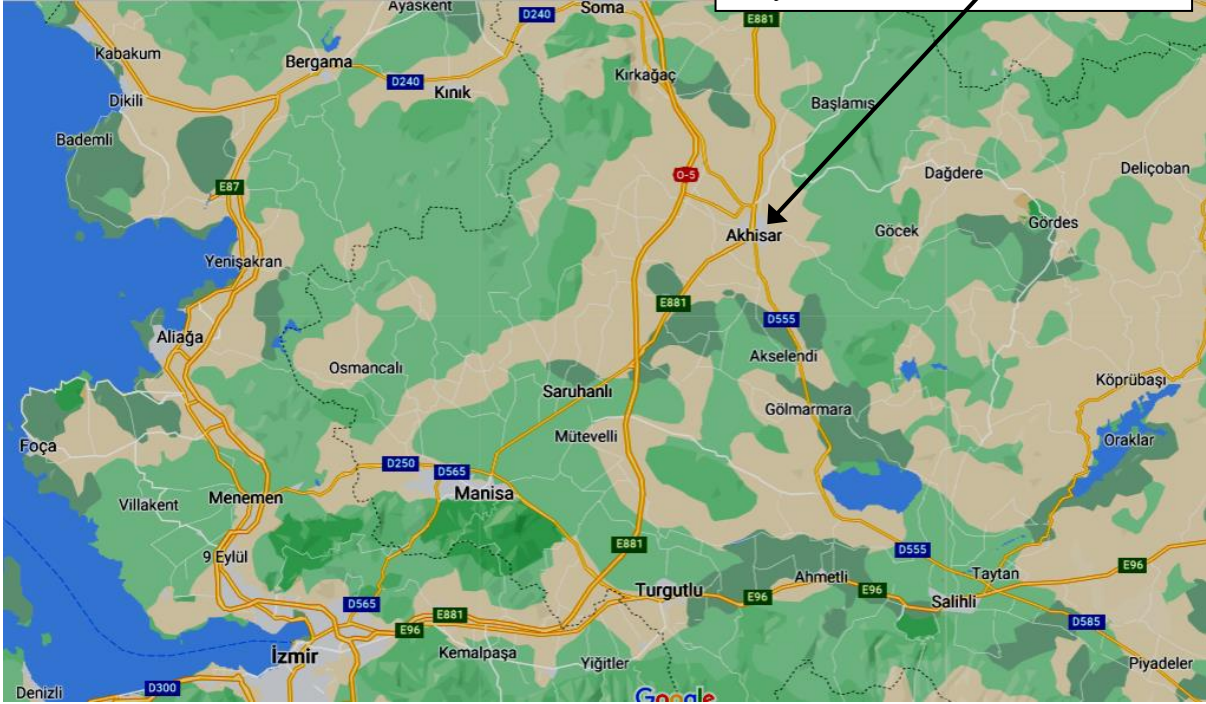 Ayaskent
Soma
D240
E881
Kabakum
Bergama
D240
Kınık
Kırkağaç
Dikili
Başlamış
Bademli
O-5
Dağdere
Deliçoban
E87
Gördes
Akhisar
Göcek
Yenişakran
E881
D555
Aliağa
Akselendi
Osmancalı
Köprübaşı
Saruhanlı
Gölmarmara
Foça
Mütevelli
Oraklar
D250
D565
Manisa
Villakent
Menemen
E881
D555
9 Eylül
E96
Taytan
Ahmetli
Turgutlu
E96
E96
Salihli
D565
E881
D585
E96
İzmir
Kemalpaşa
Yiğitler
Piyadeler
Denizli
D300
Google